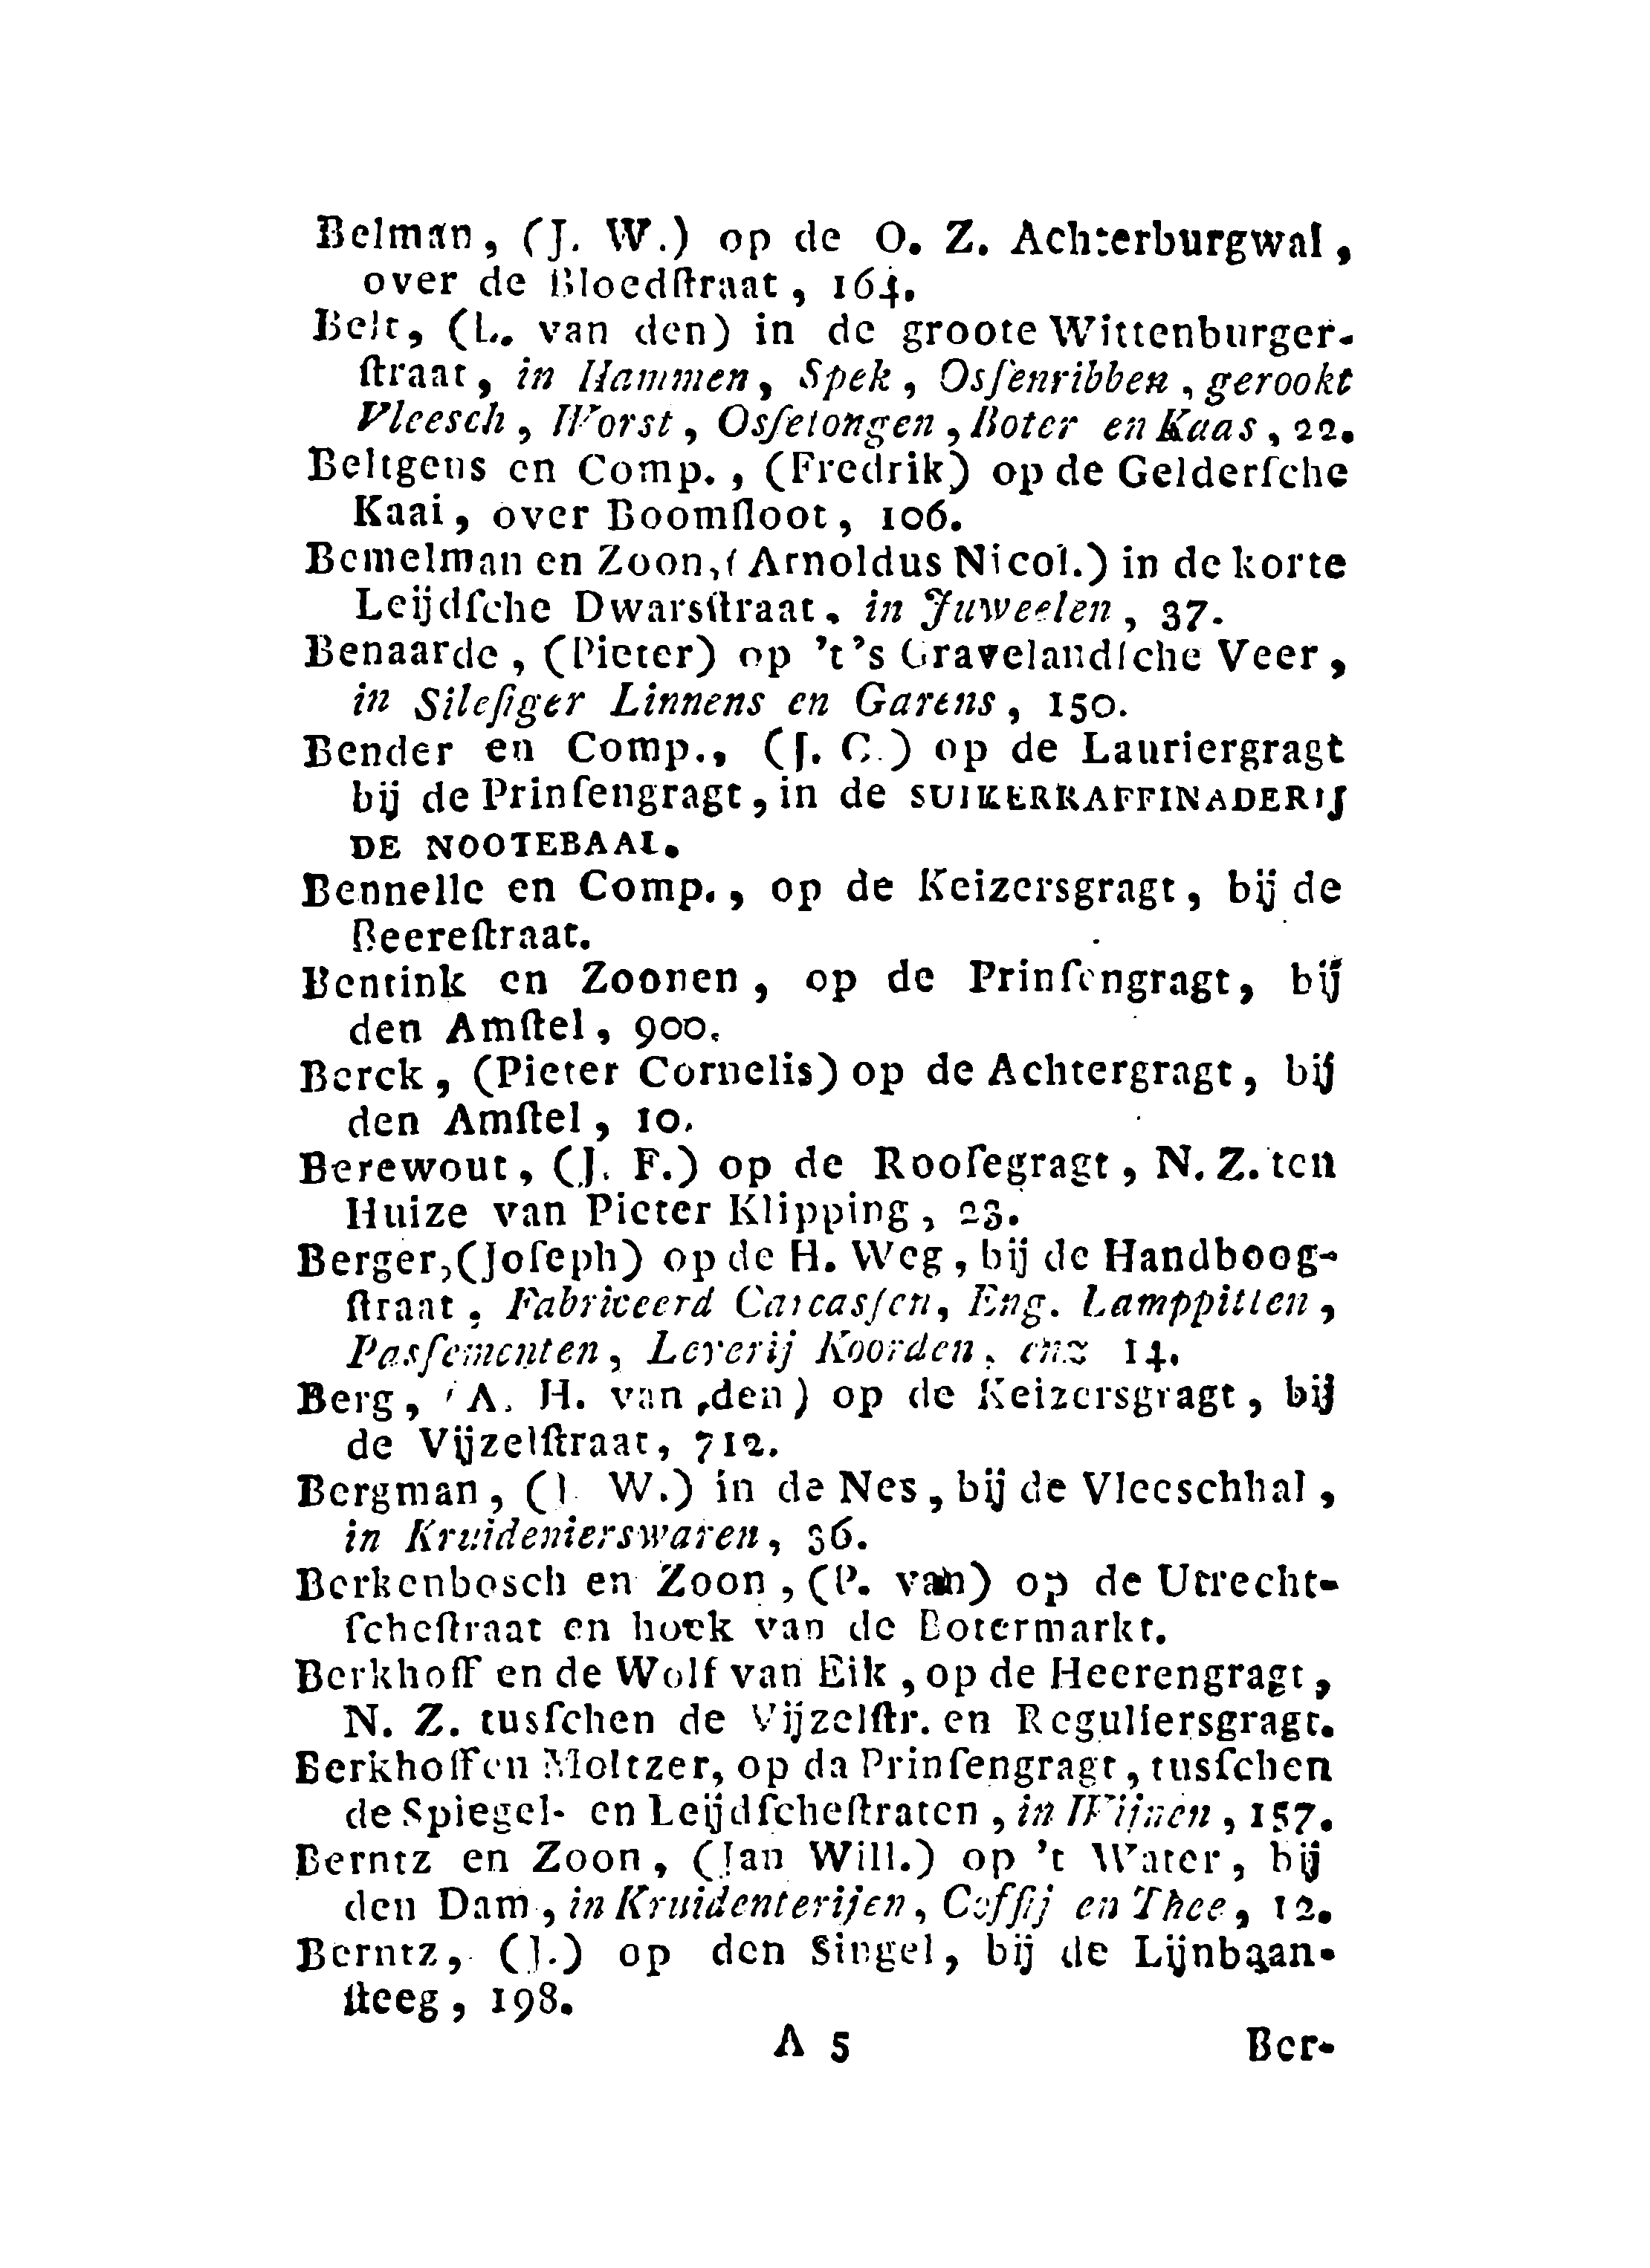 Belman, (J. W.) op de O. Z. Achterburgwal,
over de Bloedſtraat, 164.
Belt, (L. van den) in de groote Wittenburger-
ſtraat, in Hammen, Spek, Osſenribben, gerookt
Vleesch, Worst, Osſetongen, Boter en Kaas, 22.
Beltgens en Comp., (Fredrik) op de Gelderſche
Kaai, over Boomſloot, 106.
Bemelman en Zoon, (Arnoldus Nicol.) in de korte
Leijdſche Dwarsſtraat, in Juweelen, 37.
Benaarde, (Pieter) op 't 's Gravelandſche Veer,
in Sileſiger Linnens en Garens, 150.
Bender en Comp., (J. C.) op de Lauriergragt
bij de Prinſengragt, in de SUIKERRAFFINADERIJ
DE NOOTEBAAL.
Bennelle en Comp., op de Keizersgragt, bij de
Beereſtraat.
Bentink en Zoonen, op de Prinſengragt, bij
den Amſtel, 900.
Berck, (Pieter Cornelis) op de Achtergragt, bij
den Amſtel, 10.
Berewout, (J. F.) op de Rooſegragt, N. Z. ten
Huize van Pieter Klipping, 23.
Berger, (Joſeph) op de H. Weg, bij de Handboog-
ſtraat, Fabriceerd Carcasſen, Eng. Lamppitten,
Pasſementen, Leverij Koorden, enz 14.
Berg, (A. H. van den) op de Keizersgragt, bij
de Vijzelſtraat, 712.
Bergman, (J. W.) in de Nes, bij de Vleeschhal,
in Kruidenierswaren, 36.
Berkenbosch en Zoon, (P. van) op de Utrecht-
ſcheſtraat en hoek van de Botermarkt.
Berkhoff en de Wolf van Eik, op de Heerengragt,
N. Z. tusſchen de Vijzelſtr. en Reguliersgragt.
Berkhoff en Moltzer, op da Prinſengragt, tusſchen
de Spiegel- en Leijdſcheſtraten, in Wijnen, 157.
Berntz en Zoon, (Jan Will.) op 't Water, bij
den Dam, in Kruidenterijen, Coffij en Thee, 12.
Berntz, (J.) op den Singel, bij de Lijnbaan-
ſteeg, 198.
A 5 Ber-